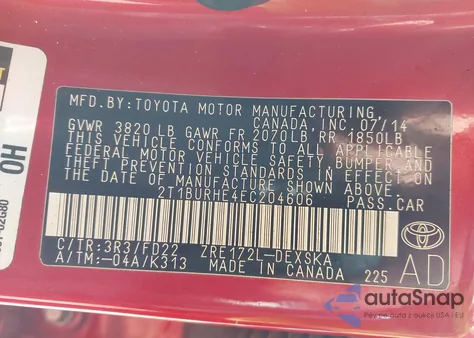 MFD.BY:TOYOTA MOTOR MANUFACTURING,
CANADA, INC. 07/14
GVWR 3820 LB GAWR FR 2070LB RR 1850LB
THIS VEHICLE CONFORMS TO ALL APPLICABLE
FEDERAL MOTOR VEHICLE SAFETY BUMPER AND
THEFT PREVENTION STANDARDS IN EFFECT ON
THE DATE OF MANUFACTURE SHOWN ABOVE.
2T1BURHE4EC204606 PASS.CAR
C/TR:3R3/FD22 ZRE172L-DEXSKA
A/TM:-04A/K313 MADE IN CANADA 225
AD
TOYOTA
OH
autoSnap